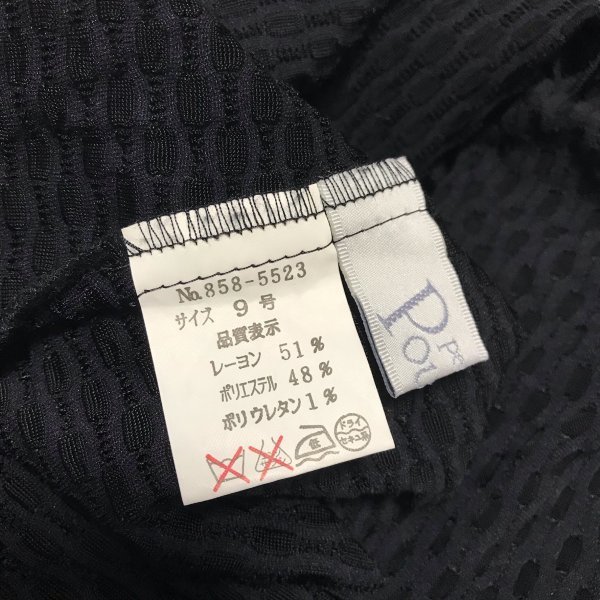 No.858-5523
サイズ 9号
品質表示
レーヨン 51%
ポリエステル 48%
ポリウレタン 1%
低
ドライ
セキユ系